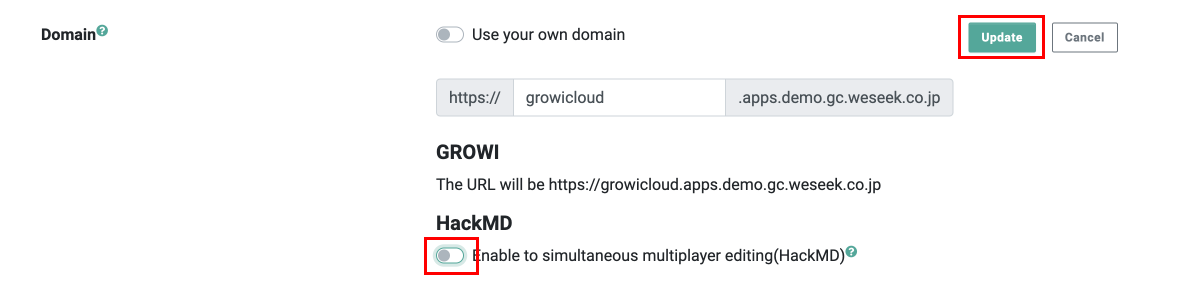 Domain? Use your own domain Update Cancel
https:// growicloud .apps.demo.gc.weseek.co.jp
GROWI
The URL will be https://growicloud.apps.demo.gc.weseek.co.jp
HackMD
Enable to simultaneous multiplayer editing(HackMD)?